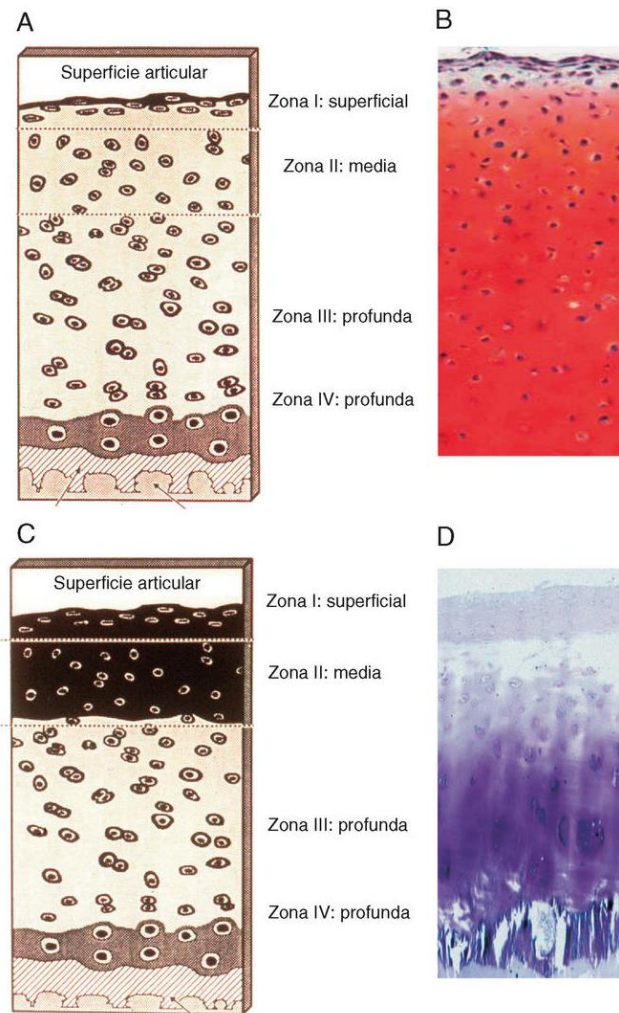 A
B
Superficie articular
Zona I: superficial
Zona II: media
Zona III: profunda
Zona IV: profunda
C
D
Superficie articular
Zona I: superficial
Zona II: media
Zona III: profunda
Zona IV: profunda